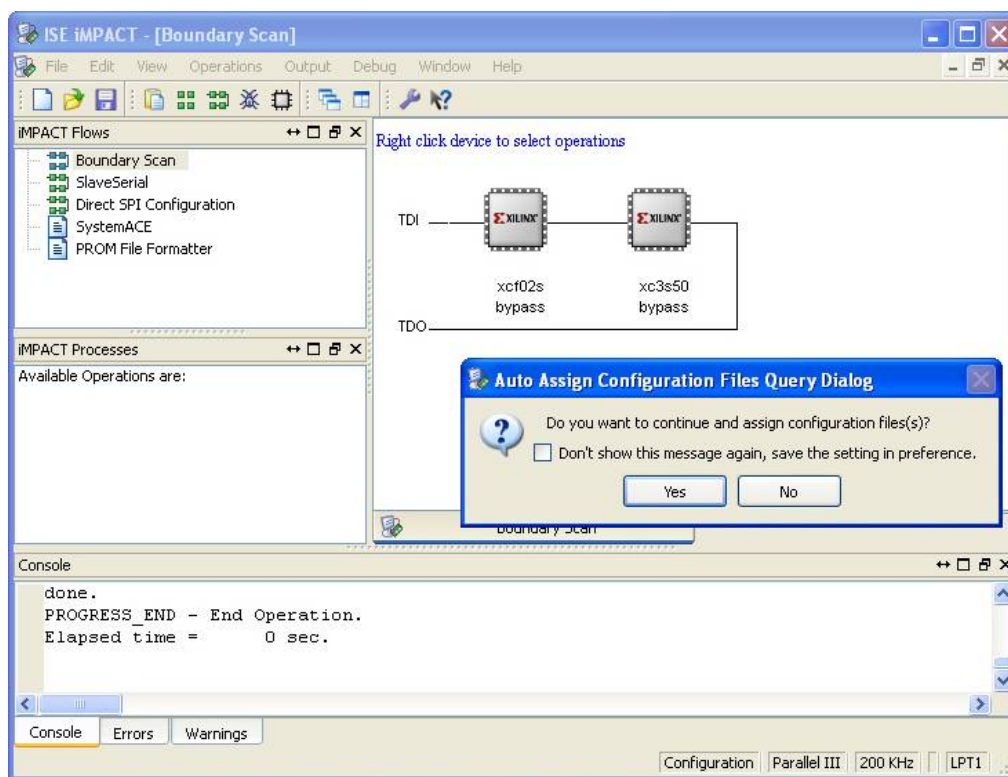 ISE iMPACT - [Boundary Scan]
File Edit View Operations Output Debug Window Help
iMPACT Flows
Boundary Scan
SlaveSerial
Direct SPI Configuration
SystemACE
PROM File Formatter
iMPACT Processes
Available Operations are:
Right click device to select operations
TDI
XILINX
XILINX
xcf02s
bypass
xc3s50
bypass
TDO
Auto Assign Configuration Files Query Dialog
Do you want to continue and assign configuration files(s)?
Don't show this message again, save the setting in preference.
Yes
No
Boundary Scan
Console
done.
PROGRESS_END - End Operation.
Elapsed time =      0 sec.
Console
Errors
Warnings
Configuration
Parallel III
200 KHz
LPT1